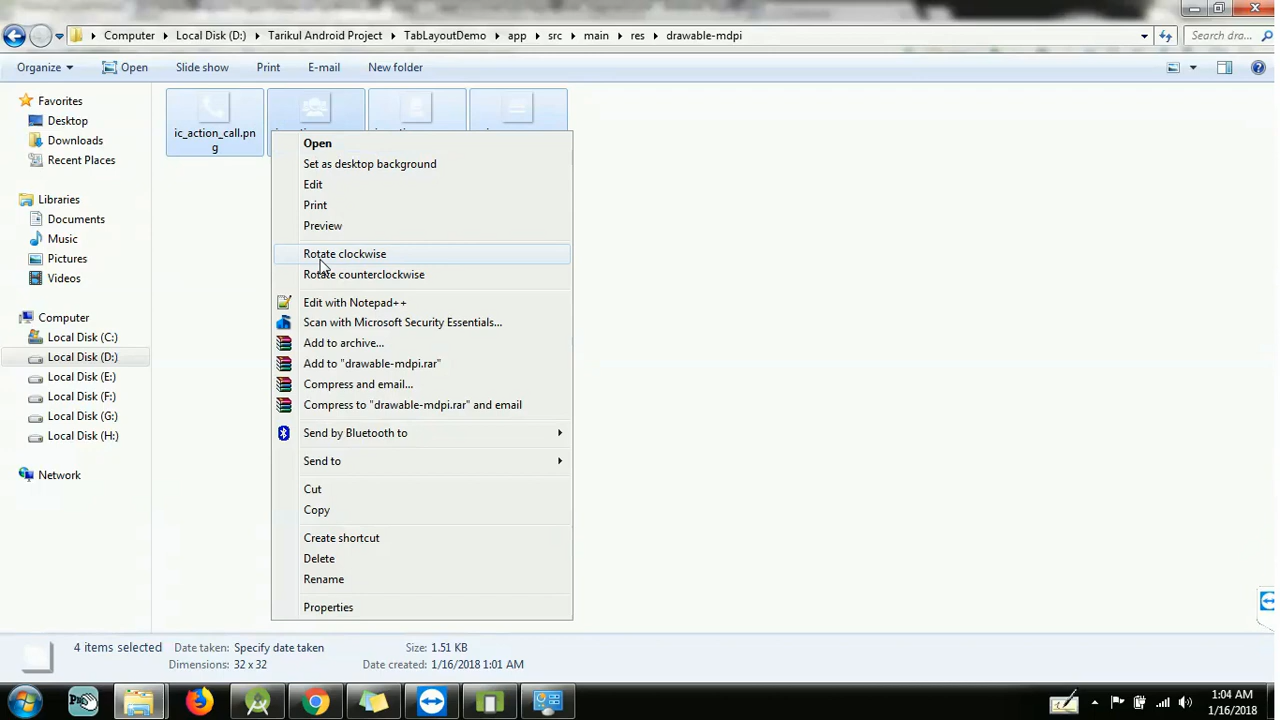 Computer Local Disk (D:) Tarikul Android Project TabLayoutDemo app src main res drawable-mdpi Search dra...
Organize Open Slide show Print E-mail New folder
Favorites
Desktop
Downloads
Recent Places
Libraries
Documents
Music
Pictures
Videos
Computer
Local Disk (C:)
Local Disk (D:)
Local Disk (E:)
Local Disk (F:)
Local Disk (G:)
Local Disk (H:)
Network
ic_action_call.pn
g
Open
Set as desktop background
Edit
Print
Preview
Rotate clockwise
Rotate counterclockwise
Edit with Notepad++
Scan with Microsoft Security Essentials...
Add to archive...
Add to "drawable-mdpi.rar"
Compress and email...
Compress to "drawable-mdpi.rar" and email
Send by Bluetooth to
Send to
Cut
Copy
Create shortcut
Delete
Rename
Properties
4 items selected Date taken: Specify date taken Size: 1.51 KB
Dimensions: 32 x 32 Date created: 1/16/2018 1:01 AM
1:04 AM
1/16/2018